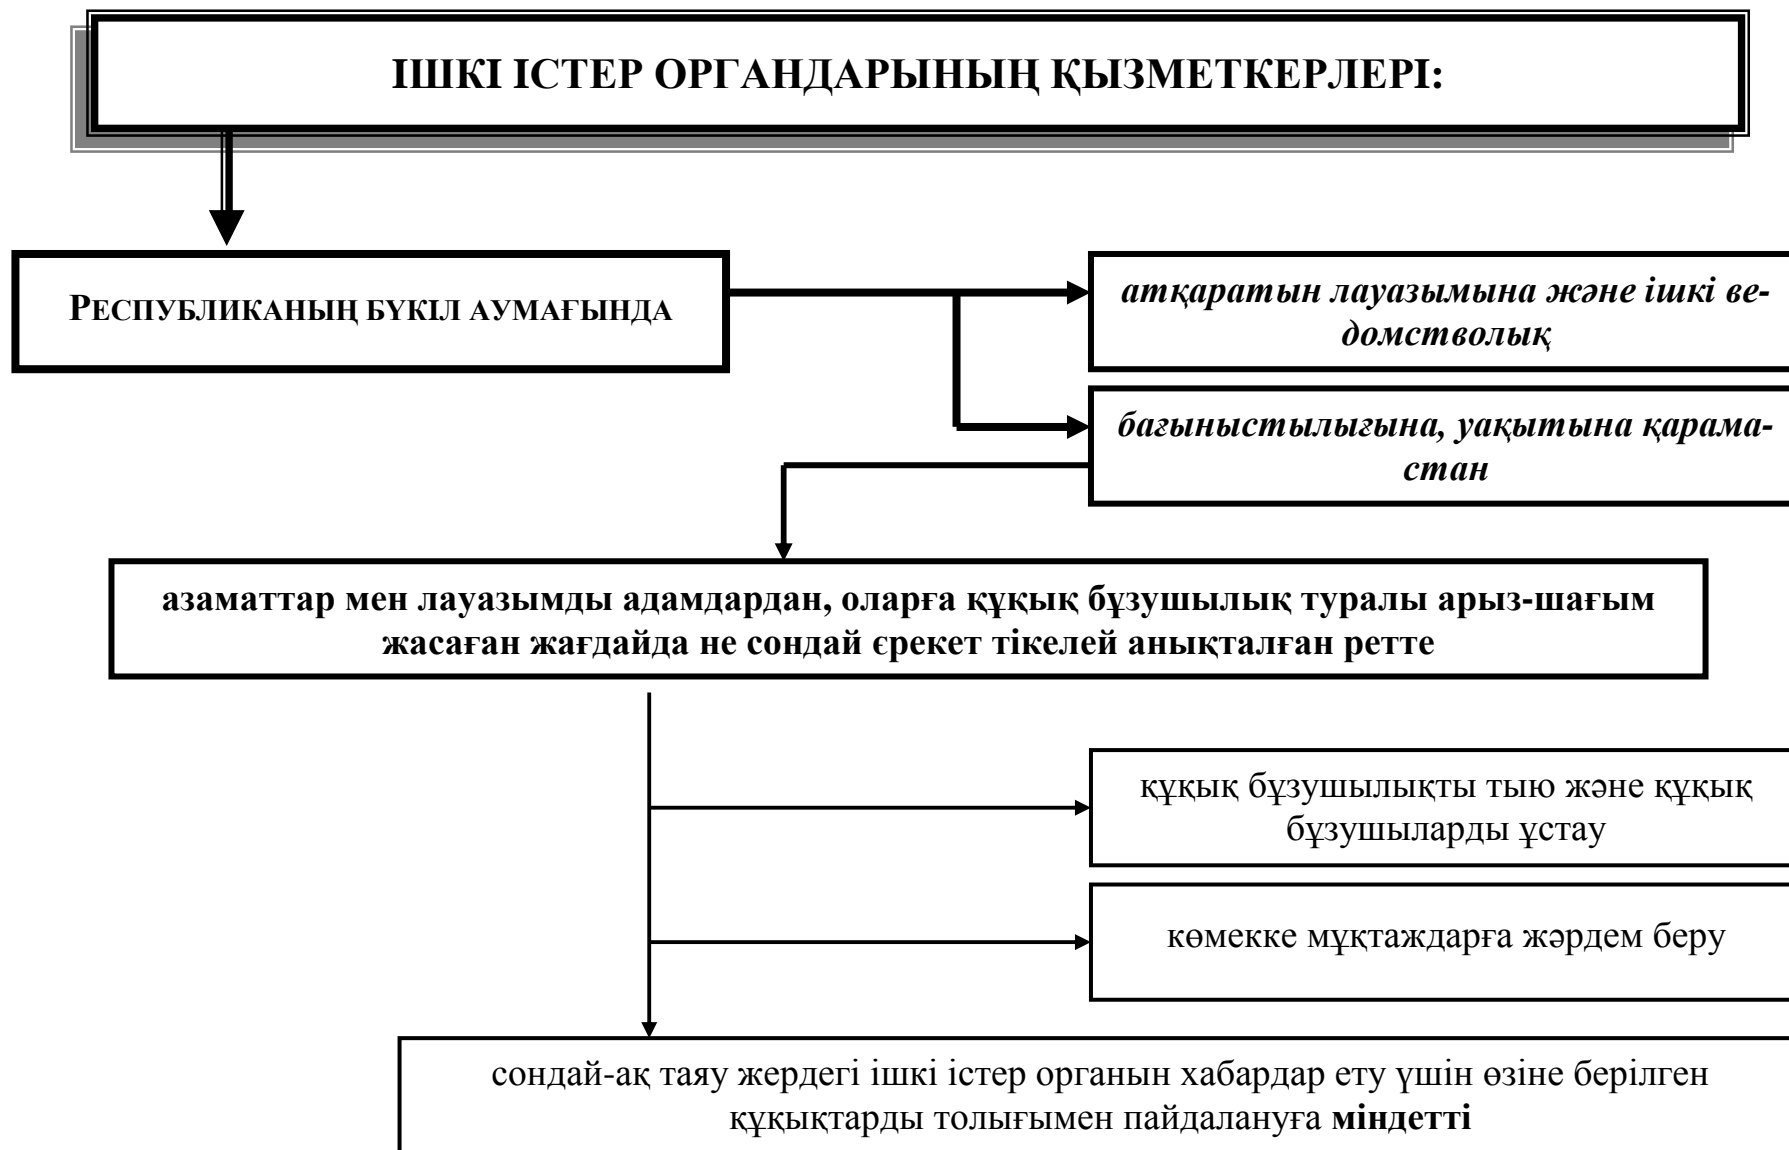 ІШКІ ІСТЕР ОРГАНДАРЫНЫҢ ҚЫЗМЕТКЕРЛЕРІ:
РЕСПУБЛИКАНЫҢ БҮКІЛ АУМАҒЫНДА
атқаратын лауазымына және ішкі ве-
домстволық
бағыныстылығына, уақытына қарама-
стан
азаматтар мен лауазымды адамдардан, оларға құқық бұзушылық туралы арыз-шағым
жасаған жағдайда не сондай єрекет тікелей анықталған ретте
құқық бұзушылықты тыю және құқық
бұзушыларды ұстау
көмекке мұқтаждарға жәрдем беру
сондай-ақ таяу жердегі ішкі істер органын хабардар ету үшін өзіне берілген
құқықтарды толығымен пайдалануға міндетті